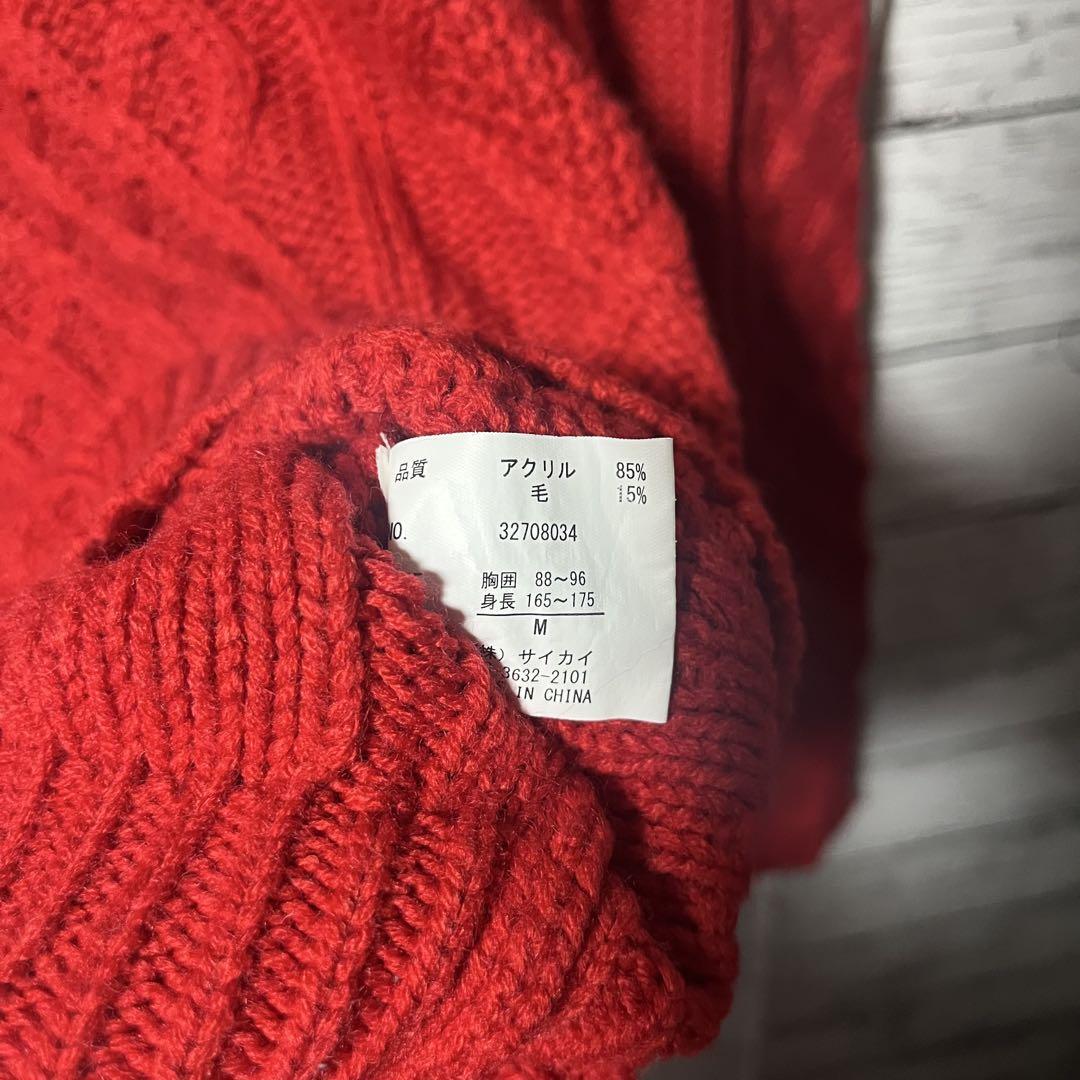 品質 アクリル 85%
毛 15%
NO. 32708034
胸囲 88〜96
身長 165〜175
M
(株) サイカイ
3632-2101
IN CHINA